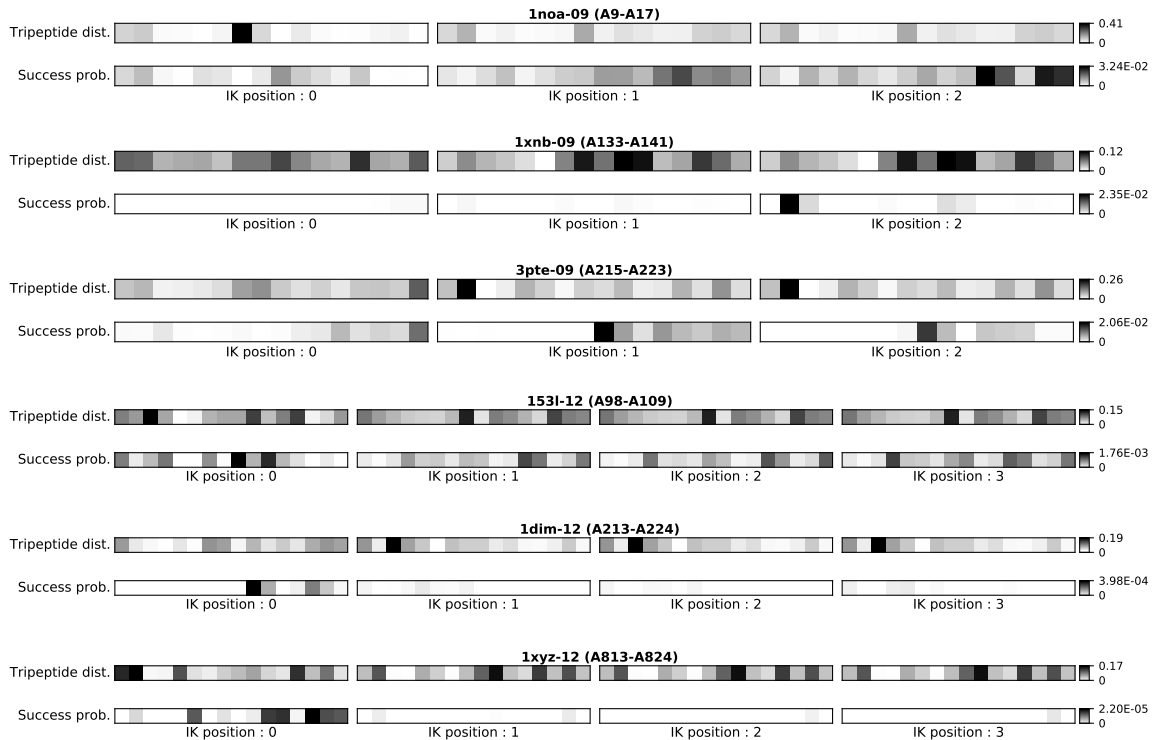 1noa-09 (A9-A17)
Tripeptide dist.
0.41
0
Success prob.
3.24E-02
0
IK position : 0
IK position : 1
IK position : 2
1xnb-09 (A133-A141)
Tripeptide dist.
0.12
0
Success prob.
2.35E-02
0
IK position : 0
IK position : 1
IK position : 2
3pte-09 (A215-A223)
Tripeptide dist.
0.26
0
Success prob.
2.06E-02
0
IK position : 0
IK position : 1
IK position : 2
153l-12 (A98-A109)
Tripeptide dist.
0.15
0
Success prob.
1.76E-03
0
IK position : 0
IK position : 1
IK position : 2
IK position : 3
1dim-12 (A213-A224)
Tripeptide dist.
0.19
0
Success prob.
3.98E-04
0
IK position : 0
IK position : 1
IK position : 2
IK position : 3
1xyz-12 (A813-A824)
Tripeptide dist.
0.17
0
Success prob.
2.20E-05
0
IK position : 0
IK position : 1
IK position : 2
IK position : 3